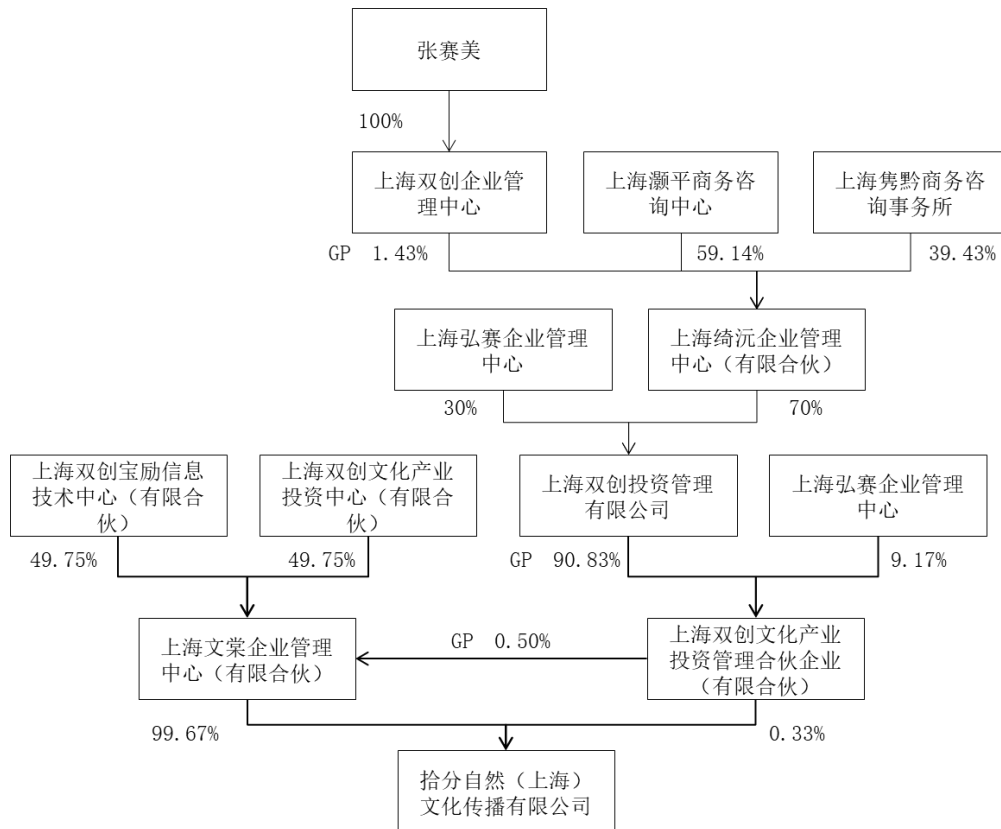 张赛美
100%
上海双创企业管
理中心
上海灏平商务咨
询中心
上海隽黔商务咨
询事务所
GP 1.43%
59.14%
39.43%
上海弘赛企业管理
中心
上海绮沅企业管理
中心（有限合伙）
30%
70%
上海双创宝励信息
技术中心（有限合
伙）
上海双创文化产业
投资中心（有限合
伙）
上海双创投资管理
有限公司
上海弘赛企业管理
中心
49.75%
49.75%
GP 90.83%
9.17%
上海文棠企业管理
中心（有限合伙）
GP 0.50%
上海双创文化产业
投资管理合伙企业
（有限合伙）
99.67%
0.33%
拾分自然（上海）
文化传播有限公司